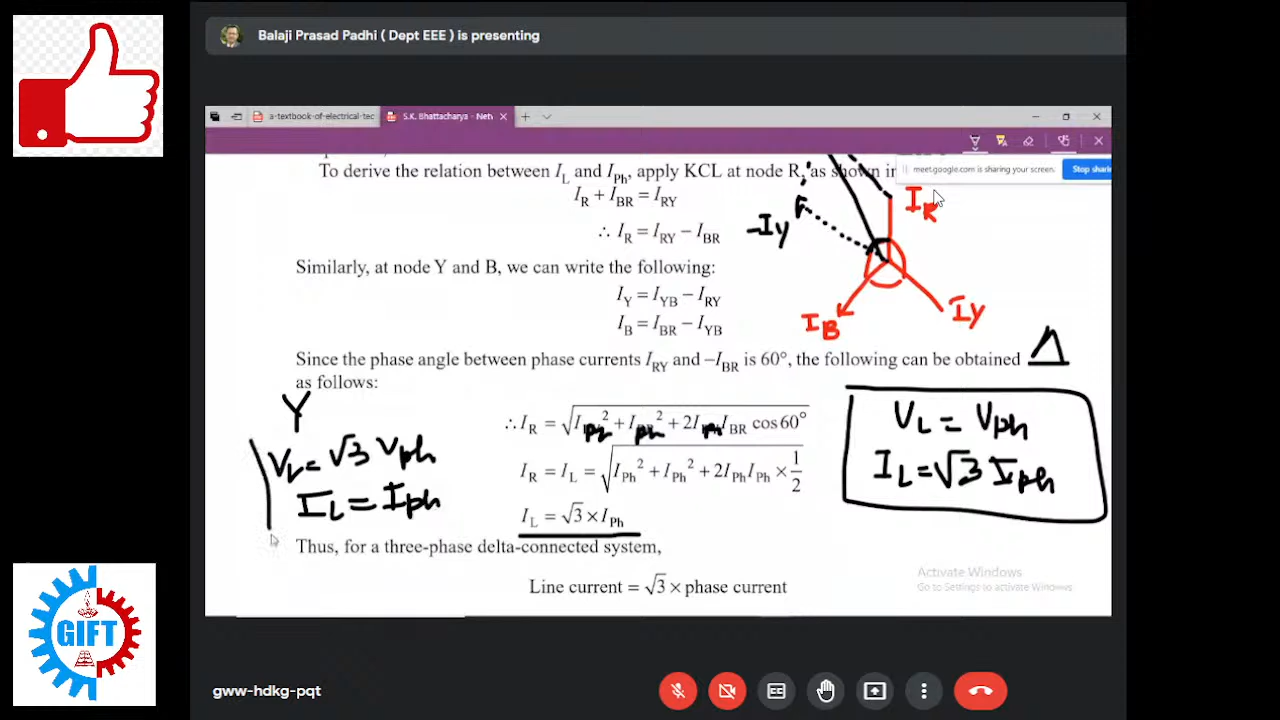 Balaji Prasad Padhi ( Dept EEE ) is presenting
a-textbook-of-electrical-tec
S.K. Bhattacharya - Netw
To derive the relation between I_L and I_Ph, apply KCL at node R, as shown in
meet.google.com is sharing your screen.
Stop sharin
I_R + I_BR = I_RY
I_R
∴ I_R = I_RY − I_BR
-I_Y
Similarly, at node Y and B, we can write the following:
I_Y = I_YB − I_RY
I_B = I_BR − I_YB
I_B
I_Y
Since the phase angle between phase currents I_RY and −I_BR is 60°, the following can be obtained
Δ
as follows:
Y
V_L = √3 V_ph
I_L = I_ph
∴ I_R = √ I_ph² + I_ph² + 2I_ph I_BR cos 60°
I_R = I_L = √ I_Ph² + I_Ph² + 2I_Ph I_Ph × 1/2
I_L = √3 × I_Ph
V_L = V_ph
I_L = √3 I_ph
Thus, for a three-phase delta-connected system,
Line current = √3 × phase current
Activate Windows
Go to Settings to activate Windows.
GIFT
gww-hdkg-pqt
CC